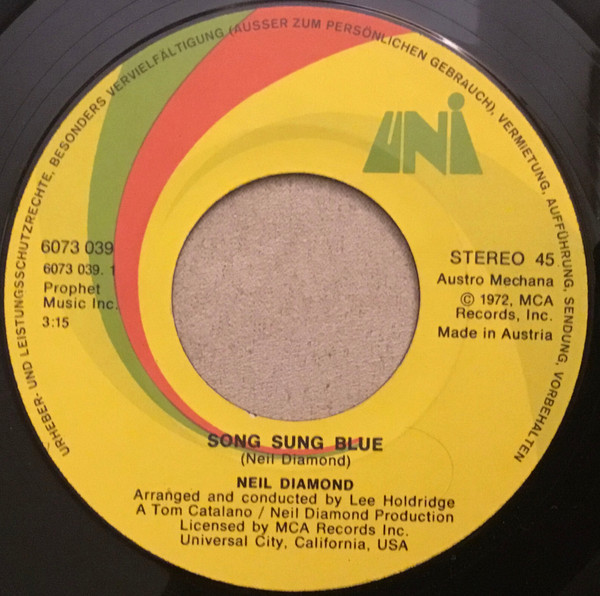 URHEBER- UND LEISTUNGSSCHUTZRECHTE, BESONDERS VERVIELFÄLTIGUNG (AUSSER ZUM PERSÖNLICHEN GEBRAUCH), VERMIETUNG, AUFFÜHRUNG, SENDUNG, VORBEHALTEN
UNI
6073 039
6073 039. 1
Prophet
Music Inc.
3:15
STEREO 45
Austro Mechana
© 1972, MCA
Records, Inc.
Made in Austria
SONG SUNG BLUE
(Neil Diamond)
NEIL DIAMOND
Arranged and conducted by Lee Holdridge
A Tom Catalano / Neil Diamond Production
Licensed by MCA Records Inc.
Universal City, California, USA